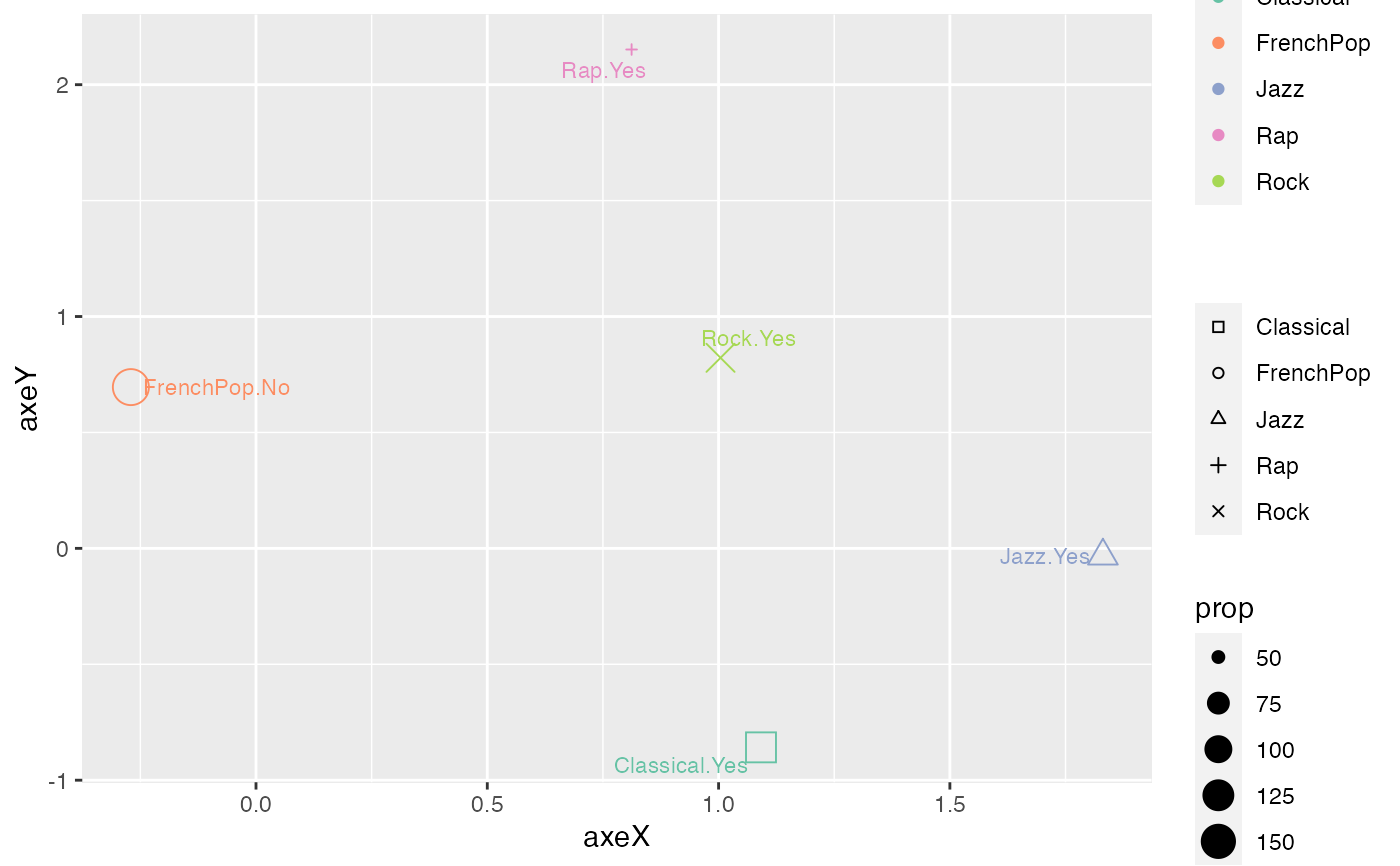 Classical
FrenchPop
Jazz
Rap
Rock
2
1
0
-1
Rap.Yes
Rock.Yes
FrenchPop.No
Jazz.Yes
Classical.Yes
axeY
0.0
0.5
1.0
1.5
axeX
Classical
FrenchPop
Jazz
Rap
Rock
prop
50
75
100
125
150